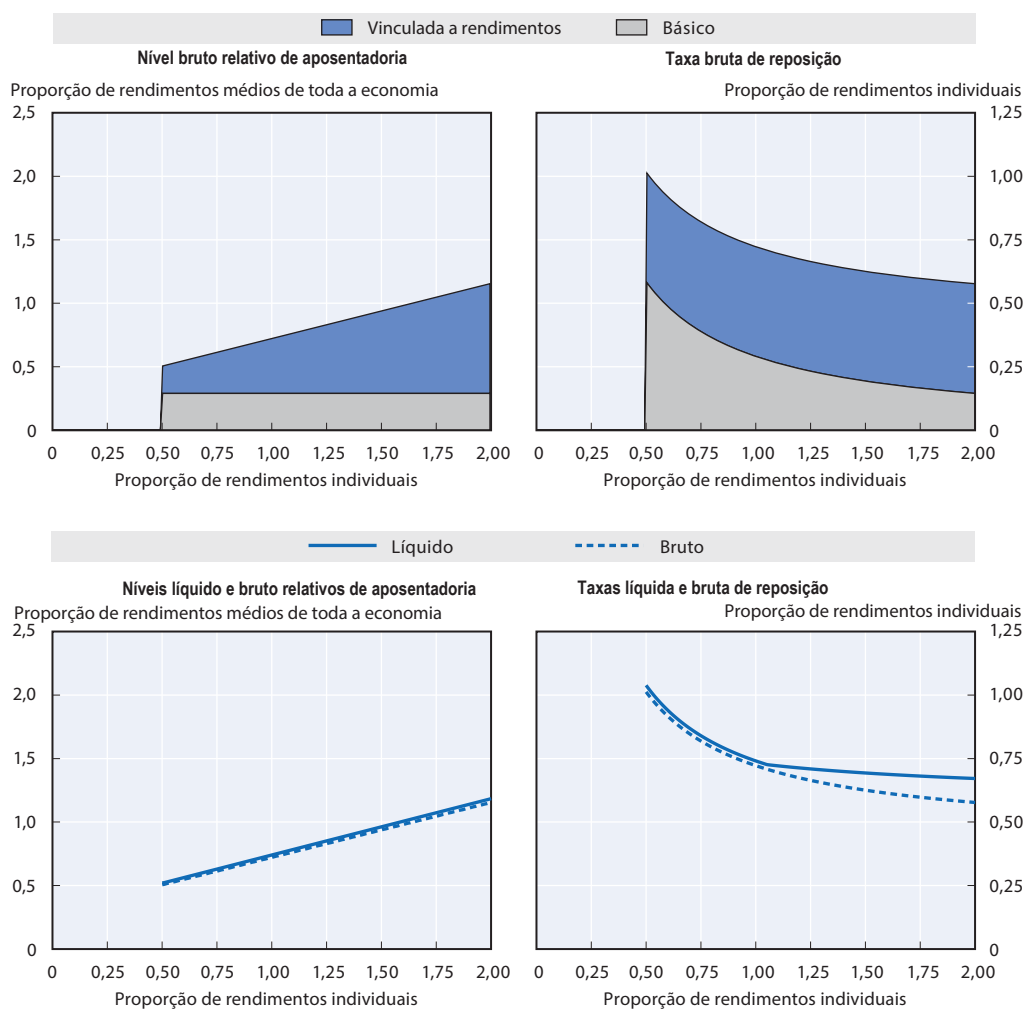 Vinculada a rendimentos
Básico
Nível bruto relativo de aposentadoria
Proporção de rendimentos médios de toda a economia
2,5
2,0
1,5
1,0
0,5
0
0 0,25 0,50 0,75 1,00 1,25 1,50 1,75 2,00
Proporção de rendimentos individuais
Taxa bruta de reposição
Proporção de rendimentos individuais
1,25
1,00
0,75
0,50
0,25
0
0 0,25 0,50 0,75 1,00 1,25 1,50 1,75 2,00
Proporção de rendimentos individuais
Líquido
Bruto
Níveis líquido e bruto relativos de aposentadoria
Proporção de rendimentos médios de toda a economia
2,5
2,0
1,5
1,0
0,5
0
0 0,25 0,50 0,75 1,00 1,25 1,50 1,75 2,00
Proporção de rendimentos individuais
Taxas líquida e bruta de reposição
Proporção de rendimentos individuais
1,25
1,00
0,75
0,50
0,25
0
0 0,25 0,50 0,75 1,00 1,25 1,50 1,75 2,00
Proporção de rendimentos individuais